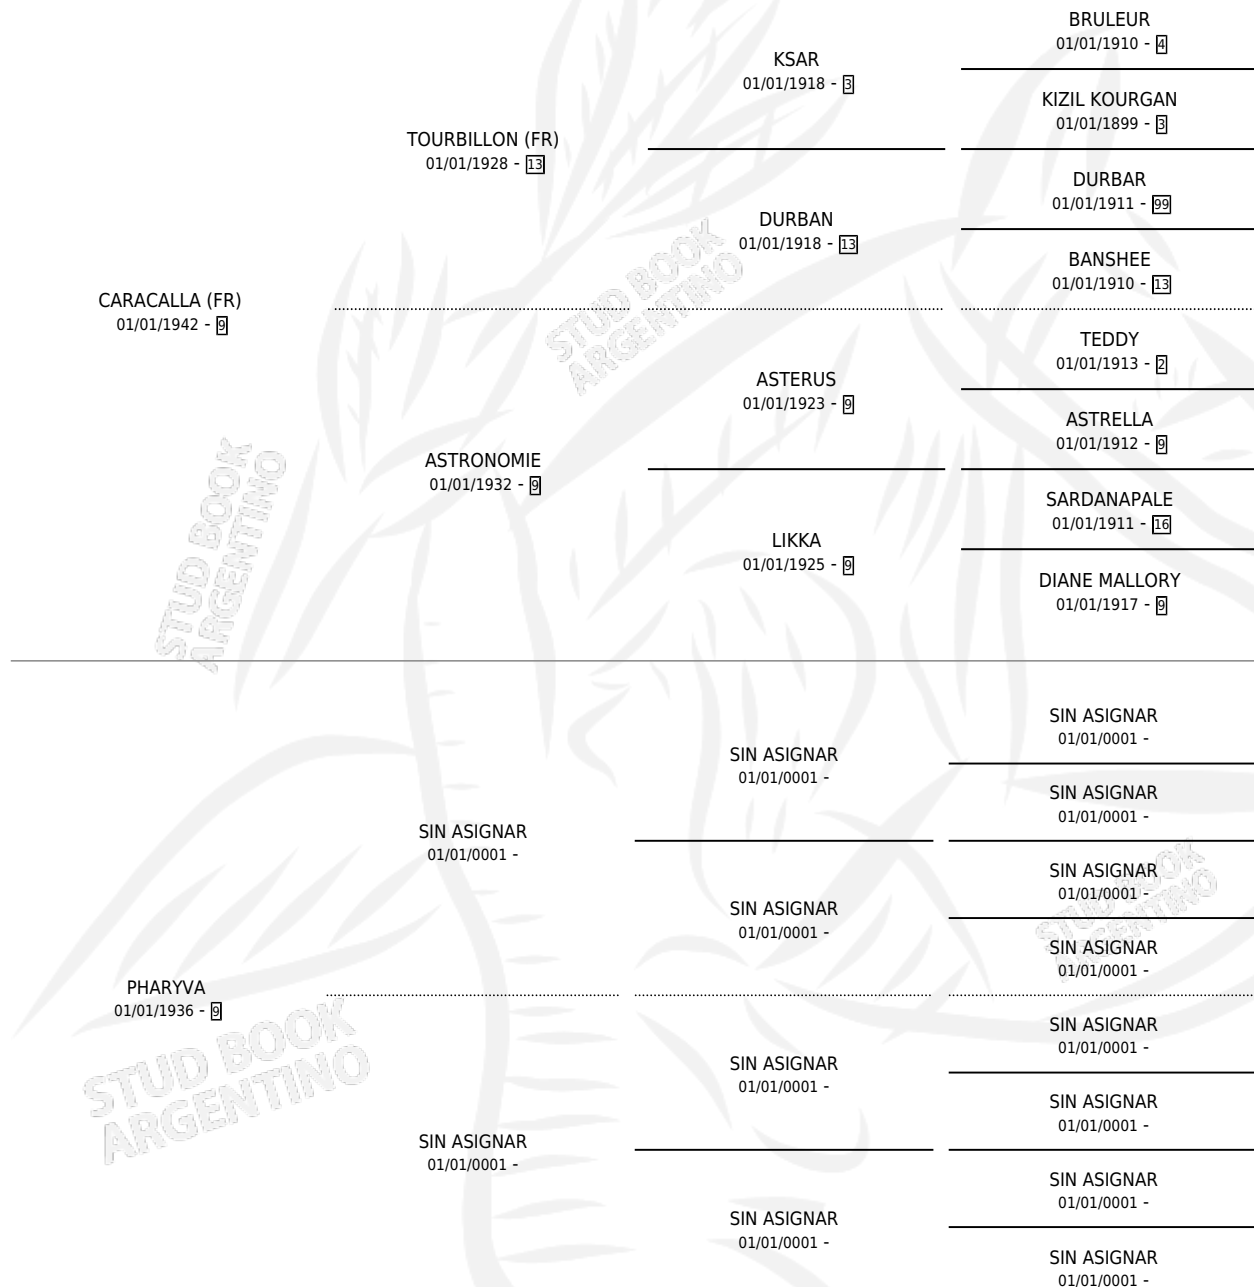 BRULEUR
01/01/1910 - 4
KSAR
01/01/1918 - 3
KIZIL KOURGAN
01/01/1899 - 3
TOURBILLON (FR)
01/01/1928 - 13
DURBAR
01/01/1911 - 99
DURBAN
01/01/1918 - 13
BANSHEE
01/01/1910 - 13
CARACALLA (FR)
01/01/1942 - 9
TEDDY
01/01/1913 - 2
ASTERUS
01/01/1923 - 9
ASTRELLA
01/01/1912 - 9
ASTRONOMIE
01/01/1932 - 9
SARDANAPALE
01/01/1911 - 16
LIKKA
01/01/1925 - 9
DIANE MALLORY
01/01/1917 - 9
STUD BOOK
ARGENTINO
STUD BOOK
ARGENTINO
SIN ASIGNAR
01/01/0001 -
SIN ASIGNAR
01/01/0001 -
SIN ASIGNAR
01/01/0001 -
SIN ASIGNAR
01/01/0001 -
SIN ASIGNAR
01/01/0001 -
SIN ASIGNAR
01/01/0001 -
SIN ASIGNAR
01/01/0001 -
PHARYVA
01/01/1936 - 9
SIN ASIGNAR
01/01/0001 -
SIN ASIGNAR
01/01/0001 -
SIN ASIGNAR
01/01/0001 -
SIN ASIGNAR
01/01/0001 -
SIN ASIGNAR
01/01/0001 -
SIN ASIGNAR
01/01/0001 -
SIN ASIGNAR
01/01/0001 -
STUD BOOK
ARGENTINO
STUD BOOK
ARGENTINO